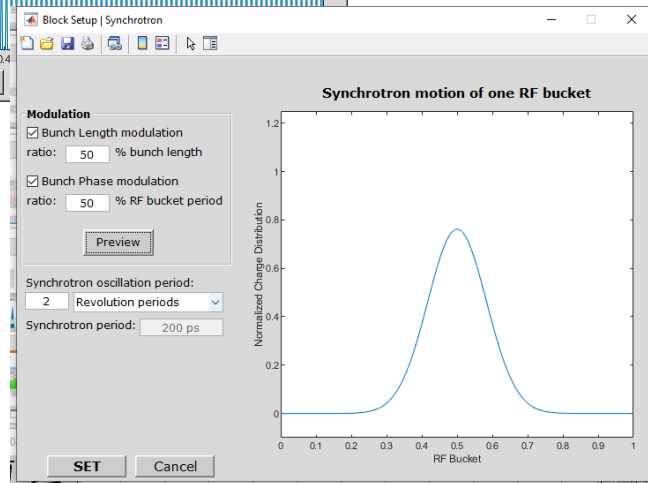 Block Setup | Synchrotron
0.4
Synchrotron motion of one RF bucket
Modulation
Bunch Length modulation
ratio: 50 % bunch length
Bunch Phase modulation
ratio: 50 % RF bucket period
Preview
Synchrotron oscillation period:
2 Revolution periods
Synchrotron period: 200 ps
SET Cancel
Normalized Charge Distribution
1.2
1
0.8
0.6
0.4
0.2
0
0 0.1 0.2 0.3 0.4 0.5 0.6 0.7 0.8 0.9 1
RF Bucket